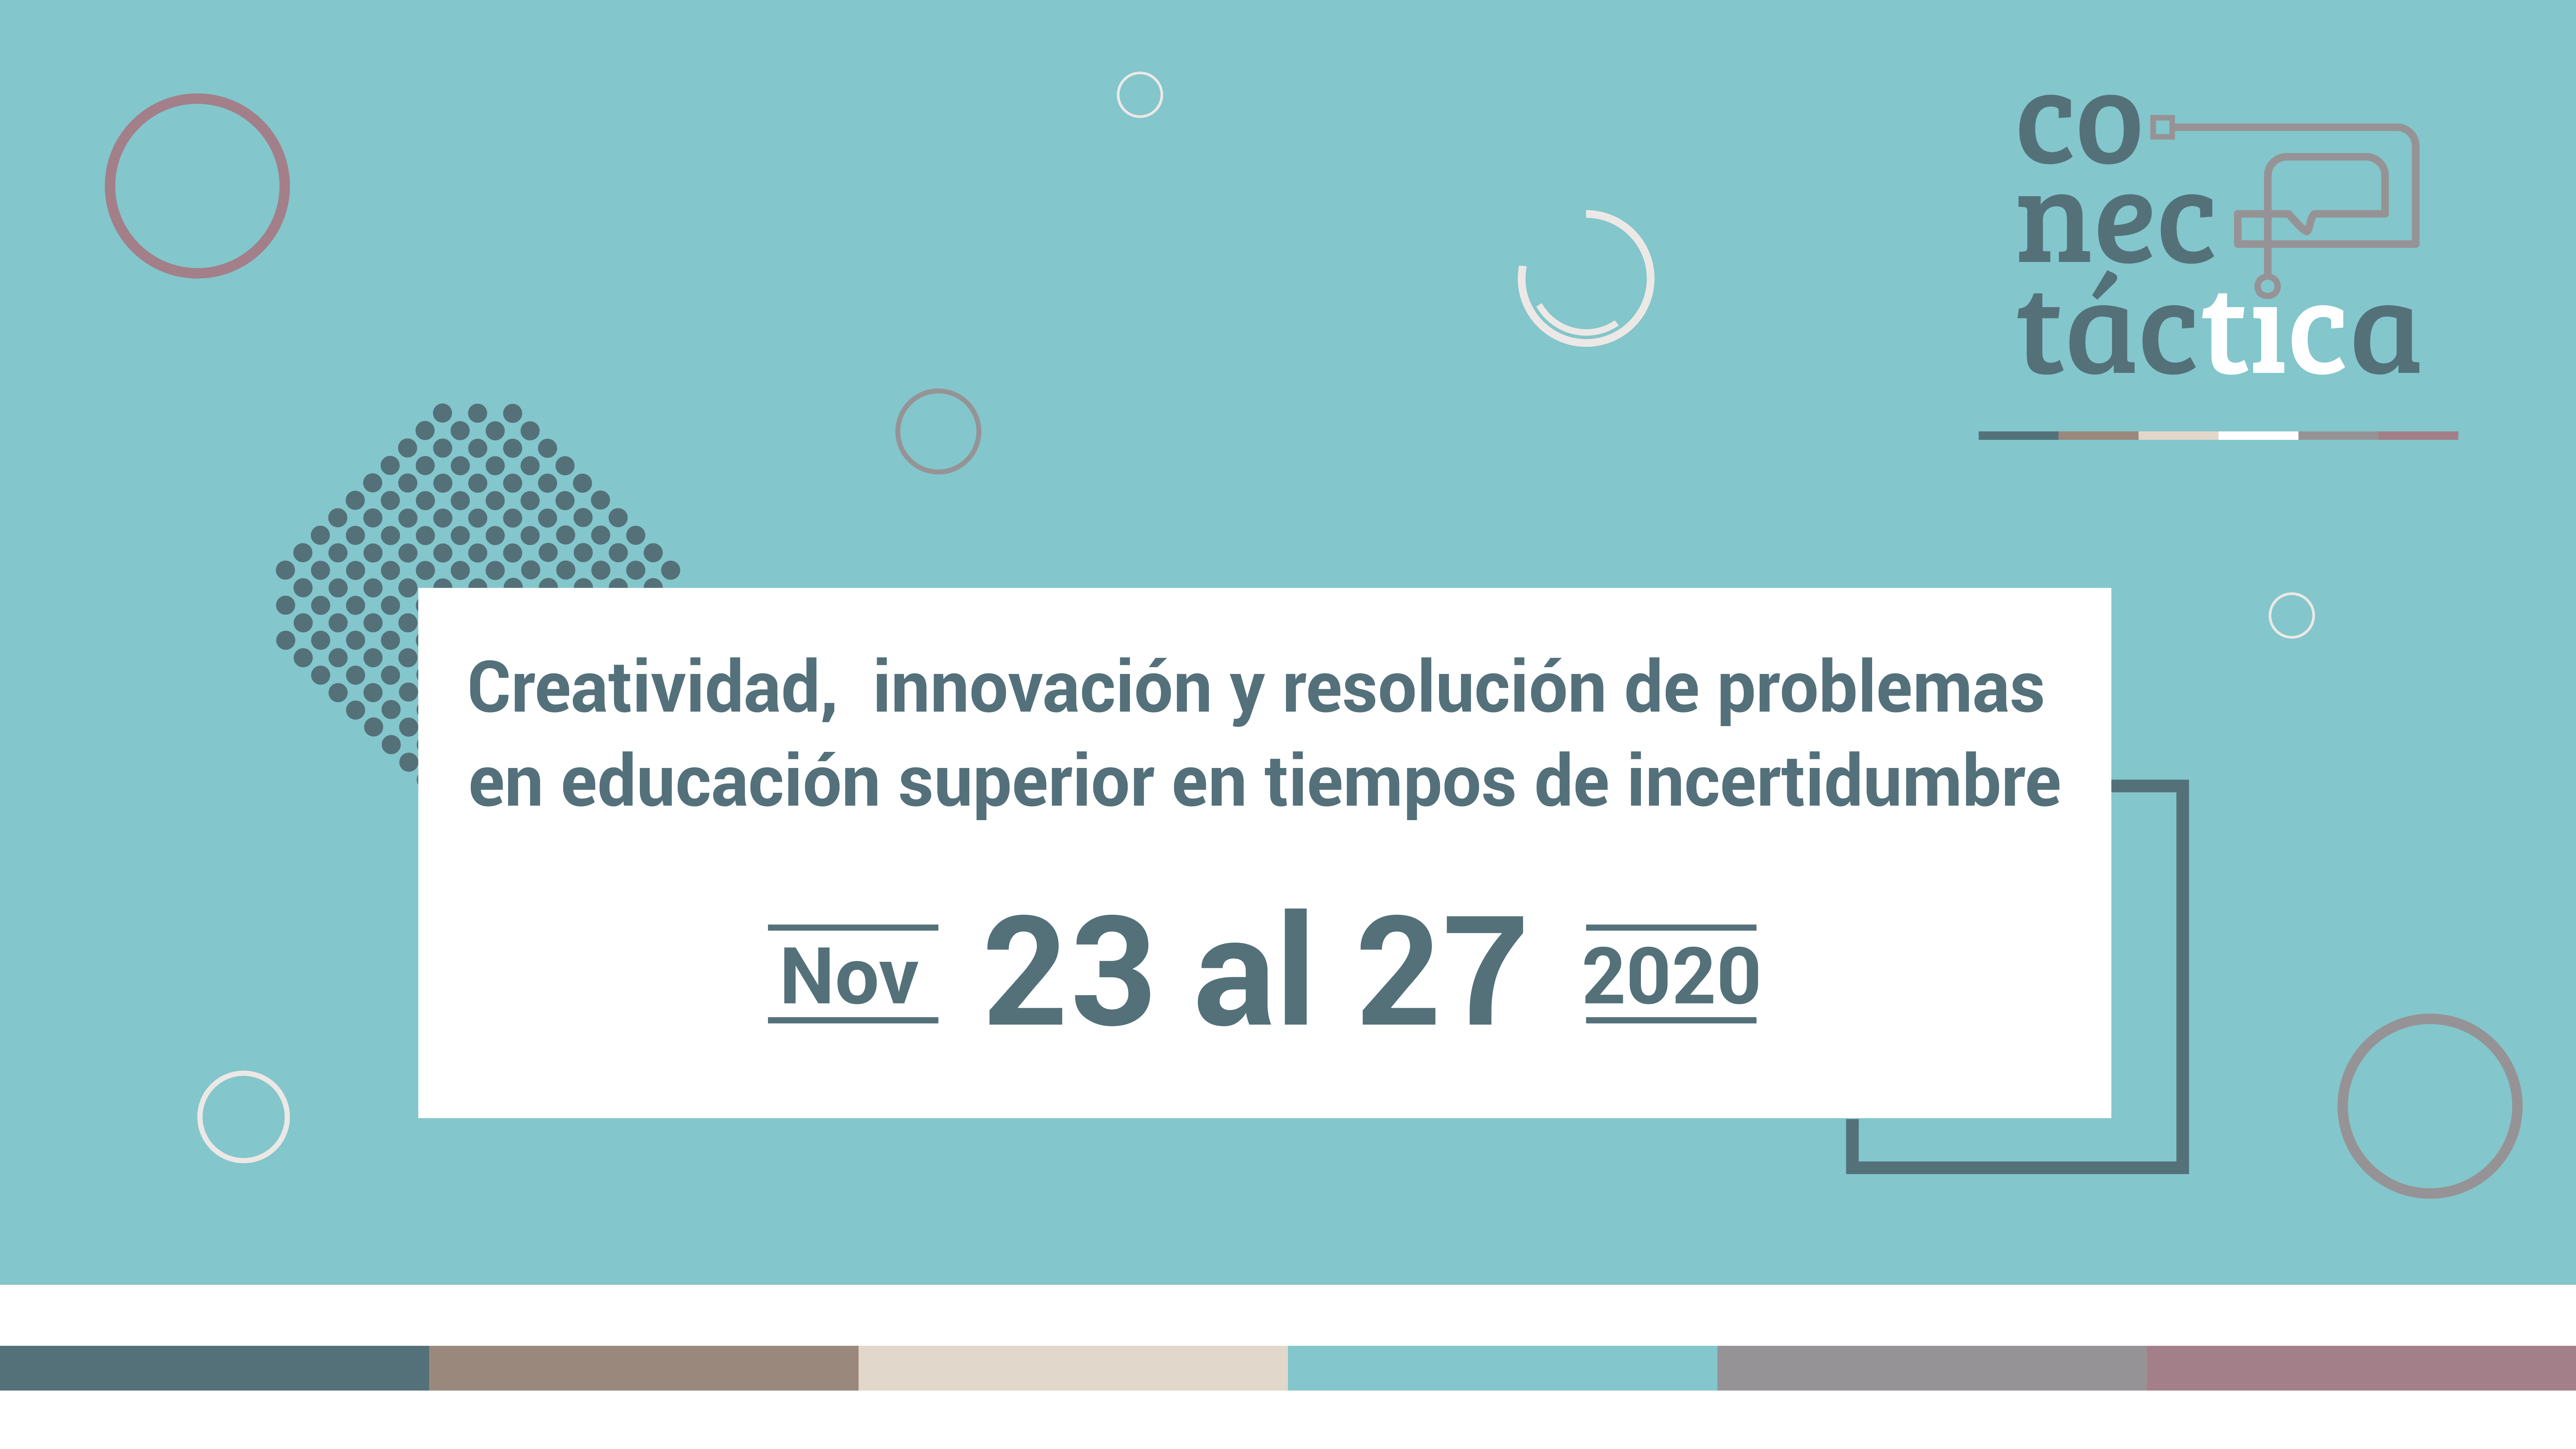 co
nec
táctica
Creatividad,  innovación y resolución de problemas
en educación superior en tiempos de incertidumbre
Nov 23 al 27 2020